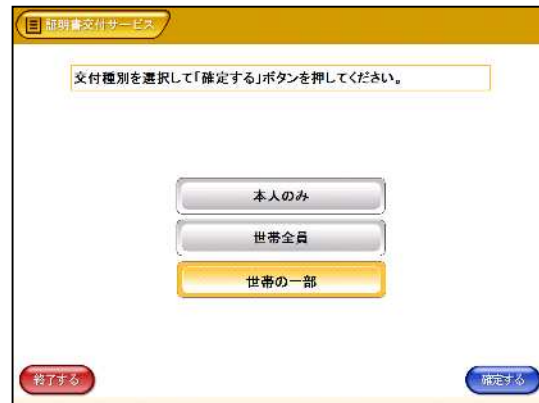 証明書交付サービス
交付種別を選択して「確定する」ボタンを押してください。
本人のみ
世帯全員
世帯の一部
終了する
確定する